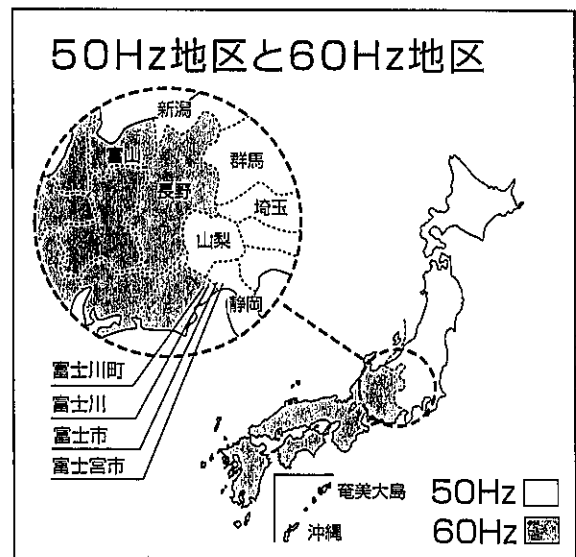 50Hz地区と60Hz地区
新潟
富山
群馬
長野
埼玉
山梨
静岡
富士川町
富士川
富士市
富士宮市
奄美大島
沖縄
50Hz
60Hz